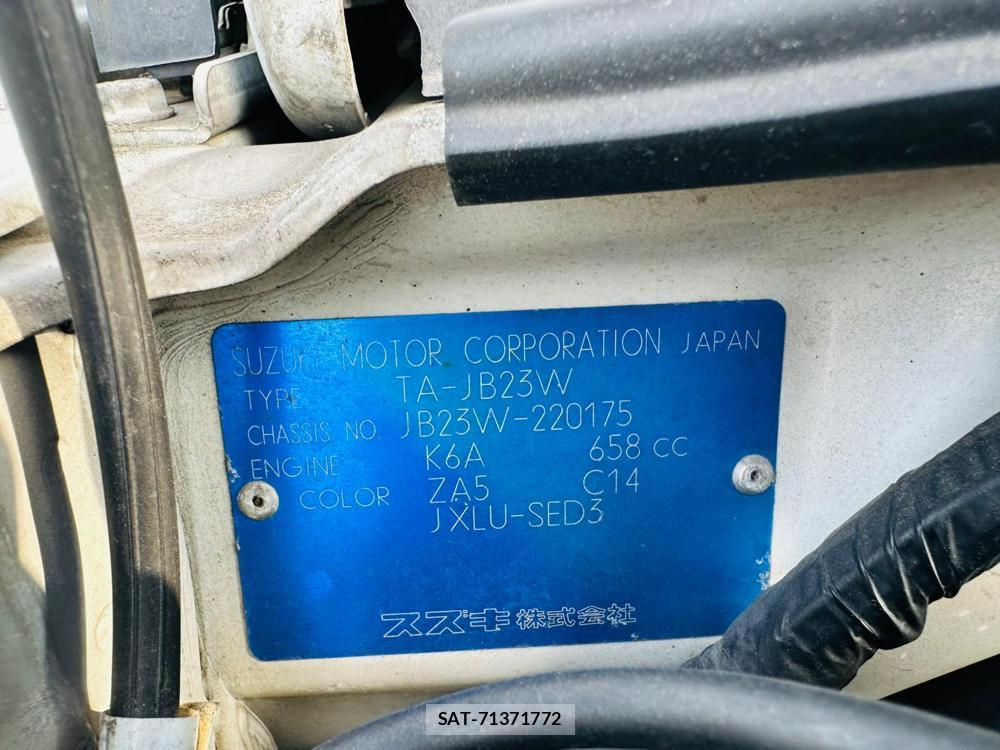 SUZUKI MOTOR CORPORATION JAPAN
TYPE TA-JB23W
CHASSIS NO. JB23W-220175
ENGINE K6A 658 CC
COLOR ZA5 C14
JXLU-SED3
スズキ株式会社
SAT-71371772